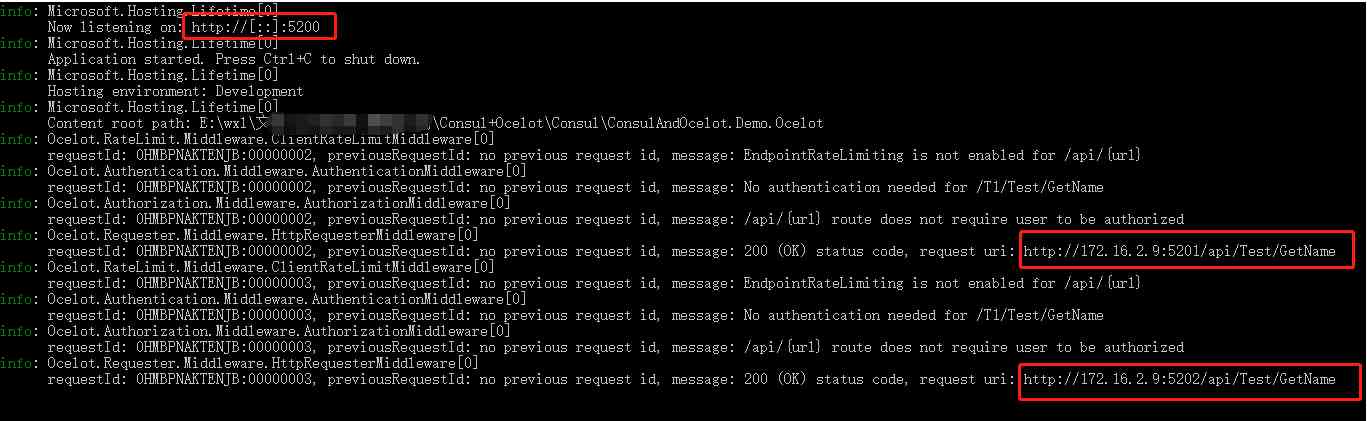 info: Microsoft.Hosting.Lifetime[0]
Now listening on: http://[::]:5200
info: Microsoft.Hosting.Lifetime[0]
Application started. Press Ctrl+C to shut down.
info: Microsoft.Hosting.Lifetime[0]
Hosting environment: Development
info: Microsoft.Hosting.Lifetime[0]
Content root path: E:\wxl\文 \Consul+Ocelot\Consul\ConsulAndOcelot.Demo.Ocelot
info: Ocelot.RateLimit.Middleware.ClientRateLimitMiddleware[0]
requestId: 0HMBPNAKTENJB:00000002, previousRequestId: no previous request id, message: EndpointRateLimiting is not enabled for /api/{url}
info: Ocelot.Authentication.Middleware.AuthenticationMiddleware[0]
requestId: 0HMBPNAKTENJB:00000002, previousRequestId: no previous request id, message: No authentication needed for /T1/Test/GetName
info: Ocelot.Authorization.Middleware.AuthorizationMiddleware[0]
requestId: 0HMBPNAKTENJB:00000002, previousRequestId: no previous request id, message: /api/{url} route does not require user to be authorized
info: Ocelot.Requester.Middleware.HttpRequesterMiddleware[0]
requestId: 0HMBPNAKTENJB:00000002, previousRequestId: no previous request id, message: 200 (OK) status code, request uri: http://172.16.2.9:5201/api/Test/GetName
info: Ocelot.RateLimit.Middleware.ClientRateLimitMiddleware[0]
requestId: 0HMBPNAKTENJB:00000003, previousRequestId: no previous request id, message: EndpointRateLimiting is not enabled for /api/{url}
info: Ocelot.Authentication.Middleware.AuthenticationMiddleware[0]
requestId: 0HMBPNAKTENJB:00000003, previousRequestId: no previous request id, message: No authentication needed for /T1/Test/GetName
info: Ocelot.Authorization.Middleware.AuthorizationMiddleware[0]
requestId: 0HMBPNAKTENJB:00000003, previousRequestId: no previous request id, message: /api/{url} route does not require user to be authorized
info: Ocelot.Requester.Middleware.HttpRequesterMiddleware[0]
requestId: 0HMBPNAKTENJB:00000003, previousRequestId: no previous request id, message: 200 (OK) status code, request uri: http://172.16.2.9:5202/api/Test/GetName